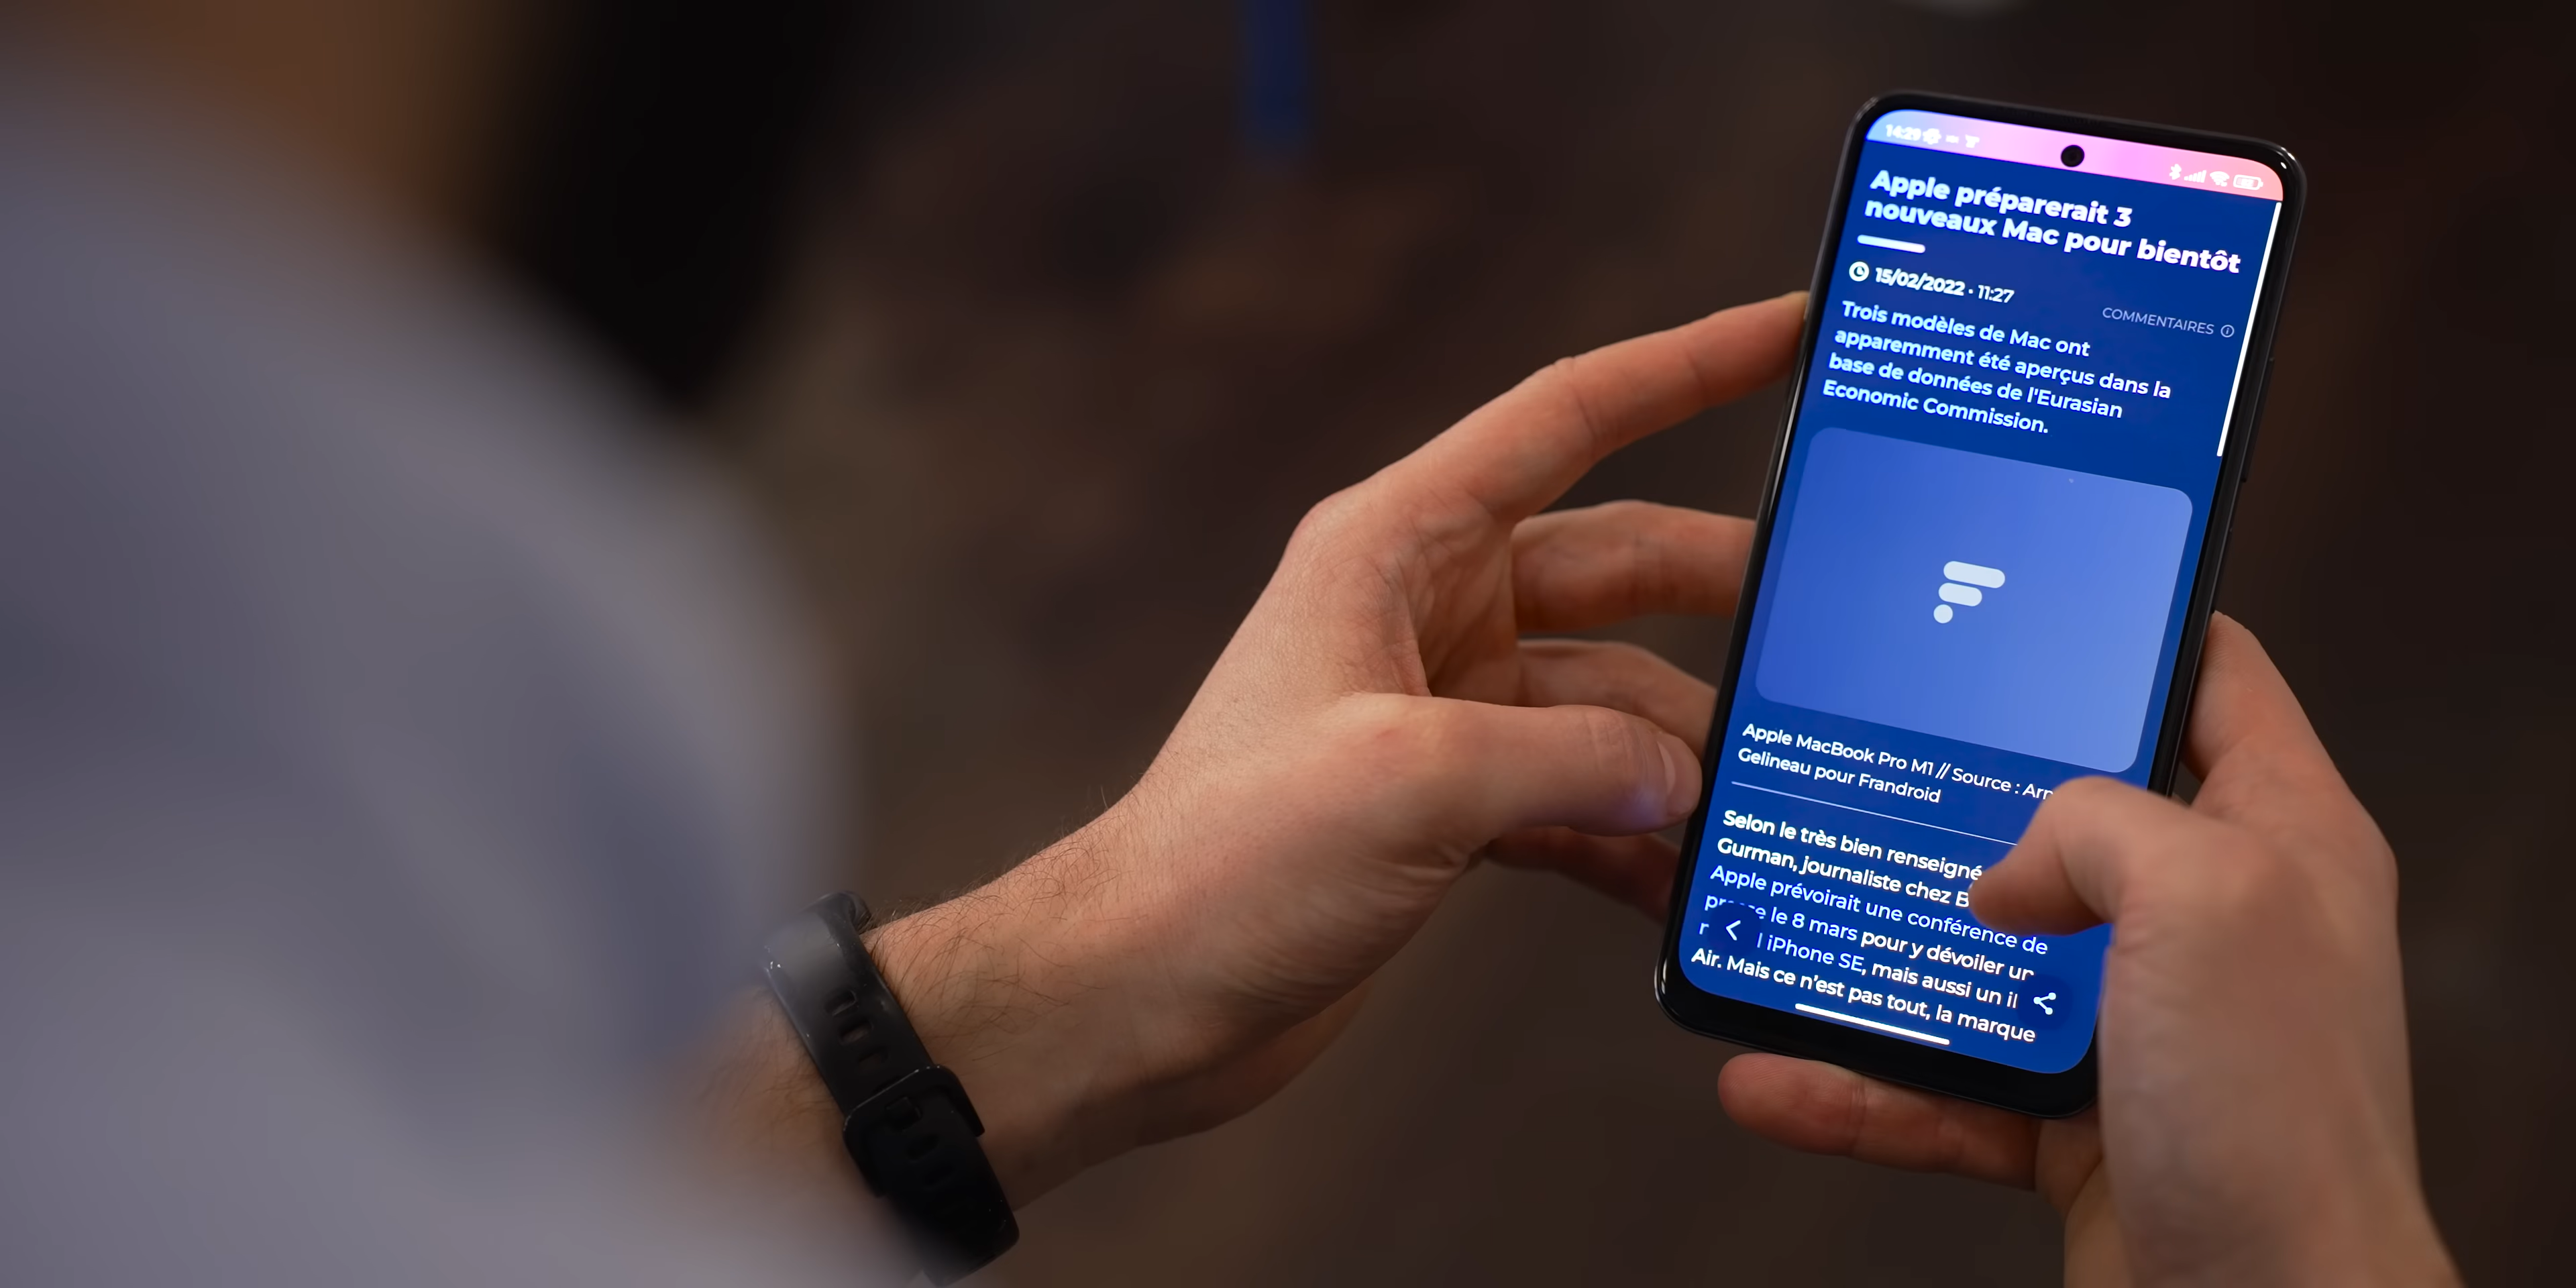 14:29
Apple préparerait 3
nouveaux Mac pour bientôt
15/02/2022 · 11:27
COMMENTAIRES
Trois modèles de Mac ont
apparemment été aperçus dans la
base de données de l'Eurasian
Economic Commission.
Apple MacBook Pro M1 // Source :
Gelineau pour Frandroid
Selon le très bien renseigné
Gurman, journaliste chez
Apple prévoirait une conférence de
le 8 mars pour y dévoiler un
iPhone SE, mais aussi un
Air. Mais ce n'est pas tout, la marque